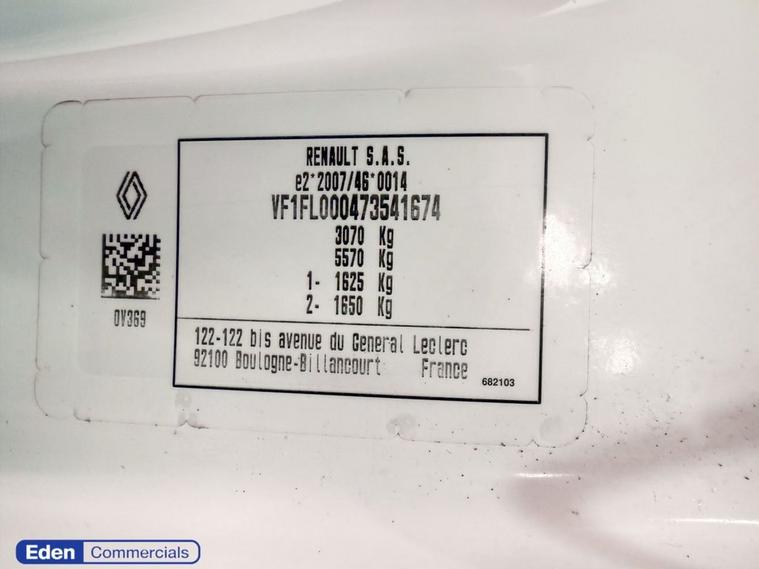 RENAULT S.A.S.
e2*2007/46*0014
VF1FL000473541674
3070 Kg
5570 Kg
1- 1625 Kg
2- 1650 Kg
0V369
122-122 bis avenue du General Leclerc
92100 Boulogne-Billancourt France
682103
Eden Commercials